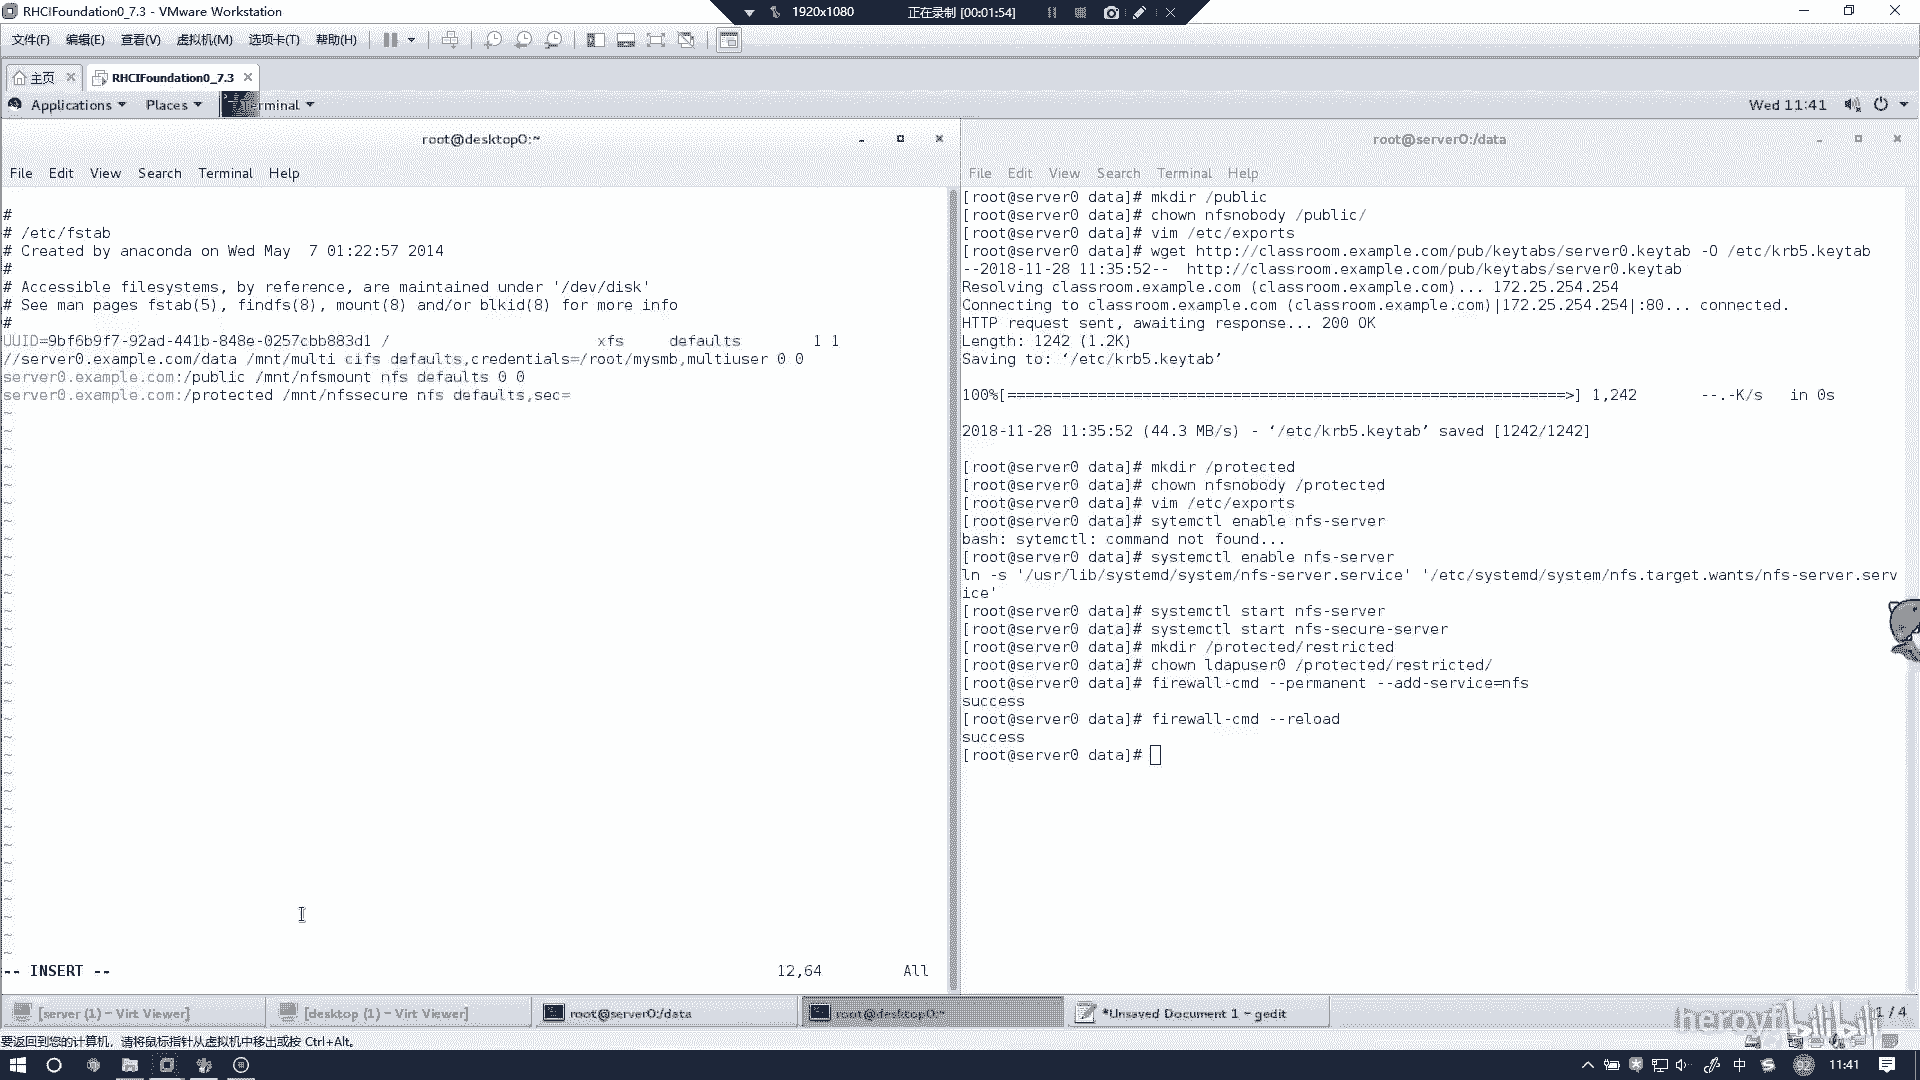 RHCIFoundation0_7.3 - VMware Workstation
1920x1080 正在录制 [00:01:54]
文件(F) 编辑(E) 查看(V) 虚拟机(M) 选项卡(T) 帮助(H)
主页 RHCIFoundation0_7.3
Applications Places Terminal Wed 11:41
root@desktop0:~
File Edit View Search Terminal Help
#
# /etc/fstab
# Created by anaconda on Wed May  7 01:22:57 2014
#
# Accessible filesystems, by reference, are maintained under '/dev/disk'
# See man pages fstab(5), findfs(8), mount(8) and/or blkid(8) for more info
#
UUID=9bf6b9f7-92ad-441b-848e-0257cbb883d1 / xfs defaults 1 1
//server0.example.com/data /mnt/multi cifs defaults,credentials=/root/mysmb,multiuser 0 0
server0.example.com:/public /mnt/nfsmount nfs defaults 0 0
server0.example.com:/protected /mnt/nfssecure nfs defaults,sec=
-- INSERT -- 12,64 All
root@server0:/data
File Edit View Search Terminal Help
[root@server0 data]# mkdir /public
[root@server0 data]# chown nfsnobody /public/
[root@server0 data]# vim /etc/exports
[root@server0 data]# wget http://classroom.example.com/pub/keytabs/server0.keytab -O /etc/krb5.keytab
--2018-11-28 11:35:52--  http://classroom.example.com/pub/keytabs/server0.keytab
Resolving classroom.example.com (classroom.example.com)... 172.25.254.254
Connecting to classroom.example.com (classroom.example.com)|172.25.254.254|:80... connected.
HTTP request sent, awaiting response... 200 OK
Length: 1242 (1.2K)
Saving to: ‘/etc/krb5.keytab’
100%[==============================================================>] 1,242 --.-K/s in 0s
2018-11-28 11:35:52 (44.3 MB/s) - ‘/etc/krb5.keytab’ saved [1242/1242]
[root@server0 data]# mkdir /protected
[root@server0 data]# chown nfsnobody /protected
[root@server0 data]# vim /etc/exports
[root@server0 data]# sytemctl enable nfs-server
bash: sytemctl: command not found...
[root@server0 data]# systemctl enable nfs-server
ln -s '/usr/lib/systemd/system/nfs-server.service' '/etc/systemd/system/nfs.target.wants/nfs-server.serv
ice'
[root@server0 data]# systemctl start nfs-server
[root@server0 data]# systemctl start nfs-secure-server
[root@server0 data]# mkdir /protected/restricted
[root@server0 data]# chown ldapuser0 /protected/restricted/
[root@server0 data]# firewall-cmd --permanent --add-service=nfs
success
[root@server0 data]# firewall-cmd --reload
success
[root@server0 data]#
[server (1) - Virt Viewer] [desktop (1) - Virt Viewer] root@server0:/data root@desktop0:~ *Unsaved Document 1 - gedit 1 / 4
要返回到您的计算机，请将鼠标指针从虚拟机中移出或按 Ctrl+Alt。
中 92 11:41